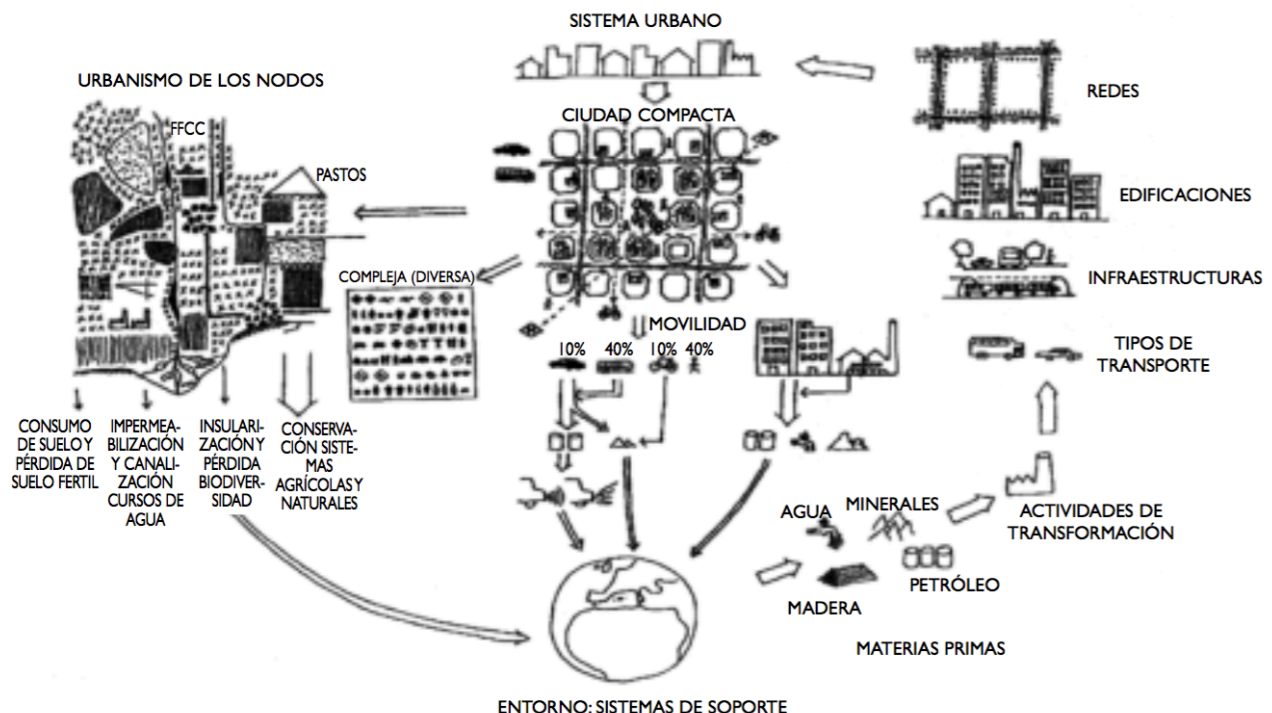 SISTEMA URBANO
URBANISMO DE LOS NODOS
FFCC
PASTOS
CIUDAD COMPACTA
REDES
EDIFICACIONES
INFRAESTRUCTURAS
TIPOS DE
TRANSPORTE
COMPLEJA (DIVERSA)
MOVILIDAD
10% 40% 10% 40%
CONSUMO
DE SUELO Y
PÉRDIDA DE
SUELO FERTIL
IMPERMEA-
BILIZACIÓN
Y CANALI-
ZACIÓN
CURSOS DE
AGUA
INSULARI-
ZACIÓN Y
PÉRDIDA
BIODIVER-
SIDAD
CONSERVA-
CIÓN SISTE-
MAS
AGRÍCOLAS Y
NATURALES
AGUA
MINERALES
MADERA
PETRÓLEO
ACTIVIDADES DE
TRANSFORMACIÓN
MATERIAS PRIMAS
ENTORNO: SISTEMAS DE SOPORTE